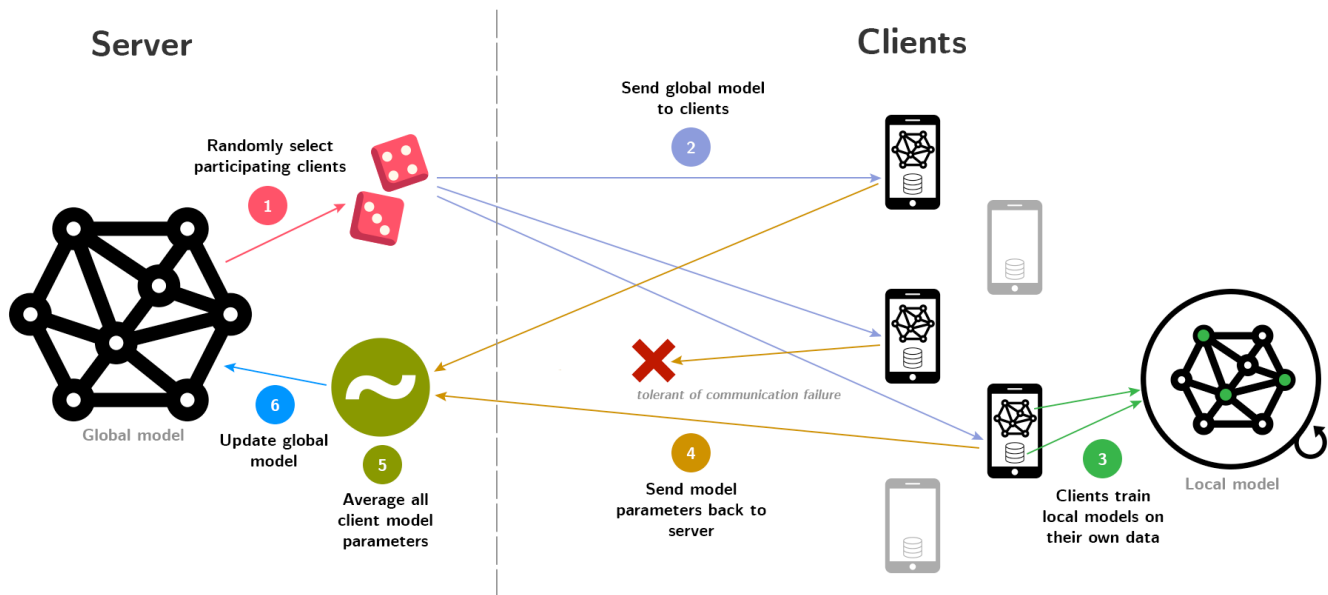 Server
Clients
Send global model
to clients
2
Randomly select
participating clients
1
tolerant of communication failure
Global model
6
Update global
model
5
Average all
client model
parameters
4
Send model
parameters back to
server
3
Clients train
local models on
their own data
Local model